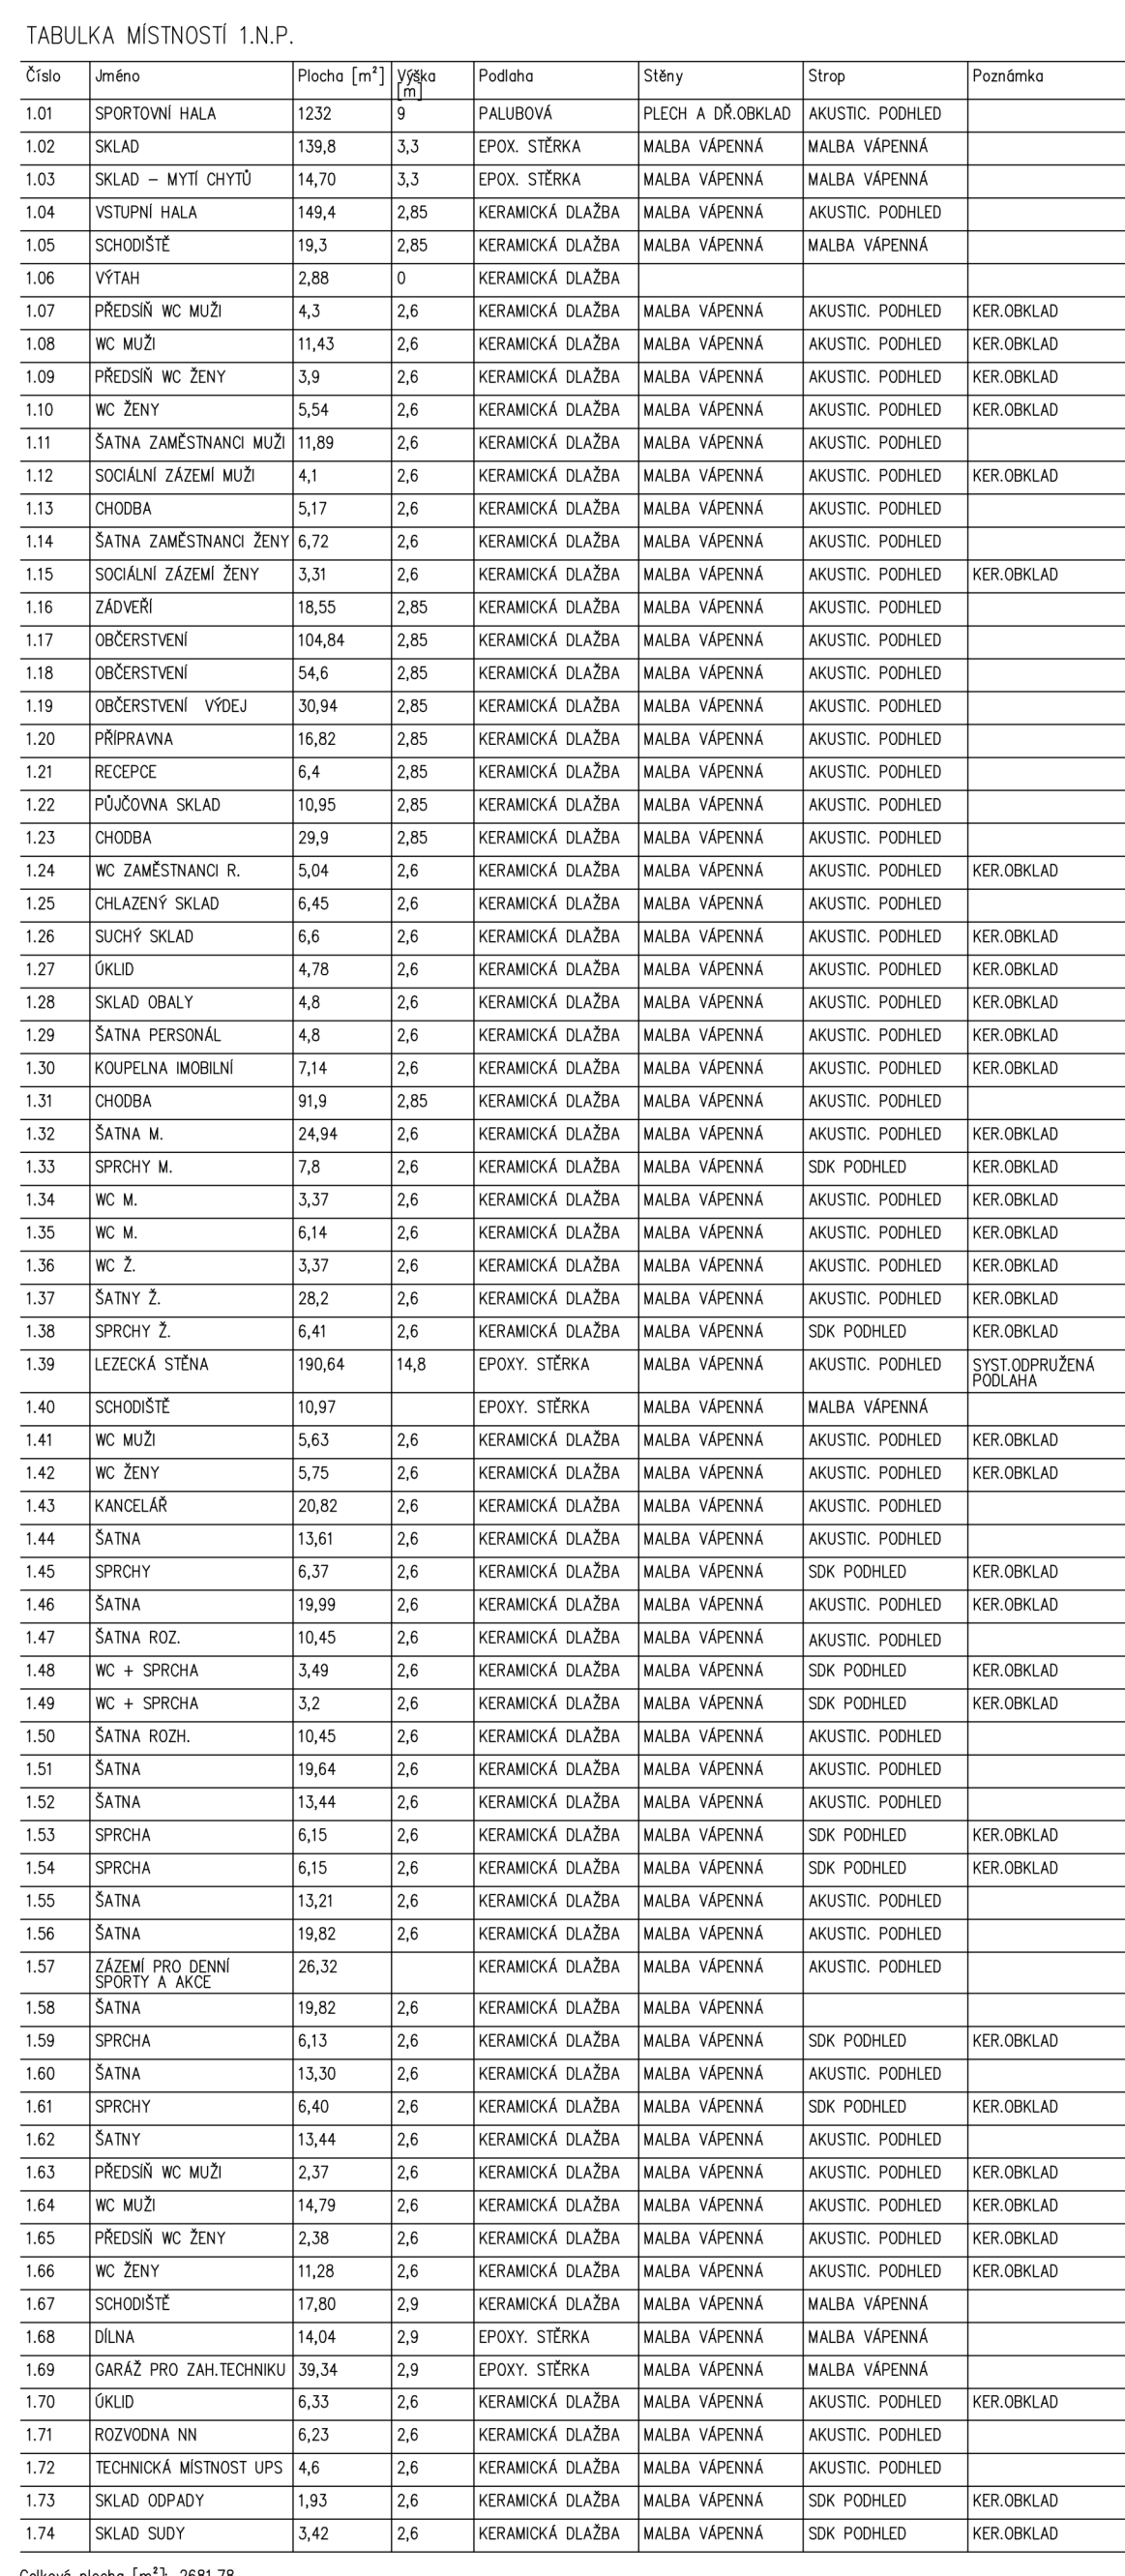 TABULKA MÍSTNOSTÍ 1.N.P.
Číslo Jméno Plocha [m²] Výška [m] Podlaha Stěny Strop Poznámka
1.01 SPORTOVNÍ HALA 1232 9 PALUBOVÁ PLECH A DŘ.OBKLAD AKUSTIC. PODHLED
1.02 SKLAD 139,8 3,3 EPOX. STĚRKA MALBA VÁPENNÁ MALBA VÁPENNÁ
1.03 SKLAD – MYTÍ CHYTŮ 14,70 3,3 EPOX. STĚRKA MALBA VÁPENNÁ MALBA VÁPENNÁ
1.04 VSTUPNÍ HALA 149,4 2,85 KERAMICKÁ DLAŽBA MALBA VÁPENNÁ AKUSTIC. PODHLED
1.05 SCHODIŠTĚ 19,3 2,85 KERAMICKÁ DLAŽBA MALBA VÁPENNÁ MALBA VÁPENNÁ
1.06 VÝTAH 2,88 0 KERAMICKÁ DLAŽBA
1.07 PŘEDSÍŇ WC MUŽI 4,3 2,6 KERAMICKÁ DLAŽBA MALBA VÁPENNÁ AKUSTIC. PODHLED KER.OBKLAD
1.08 WC MUŽI 11,43 2,6 KERAMICKÁ DLAŽBA MALBA VÁPENNÁ AKUSTIC. PODHLED KER.OBKLAD
1.09 PŘEDSÍŇ WC ŽENY 3,9 2,6 KERAMICKÁ DLAŽBA MALBA VÁPENNÁ AKUSTIC. PODHLED KER.OBKLAD
1.10 WC ŽENY 5,54 2,6 KERAMICKÁ DLAŽBA MALBA VÁPENNÁ AKUSTIC. PODHLED KER.OBKLAD
1.11 ŠATNA ZAMĚSTNANCI MUŽI 11,89 2,6 KERAMICKÁ DLAŽBA MALBA VÁPENNÁ AKUSTIC. PODHLED
1.12 SOCIÁLNÍ ZÁZEMÍ MUŽI 4,1 2,6 KERAMICKÁ DLAŽBA MALBA VÁPENNÁ AKUSTIC. PODHLED KER.OBKLAD
1.13 CHODBA 5,17 2,6 KERAMICKÁ DLAŽBA MALBA VÁPENNÁ AKUSTIC. PODHLED
1.14 ŠATNA ZAMĚSTNANCI ŽENY 6,72 2,6 KERAMICKÁ DLAŽBA MALBA VÁPENNÁ AKUSTIC. PODHLED
1.15 SOCIÁLNÍ ZÁZEMÍ ŽENY 3,31 2,6 KERAMICKÁ DLAŽBA MALBA VÁPENNÁ AKUSTIC. PODHLED KER.OBKLAD
1.16 ZÁDVEŘÍ 18,55 2,85 KERAMICKÁ DLAŽBA MALBA VÁPENNÁ AKUSTIC. PODHLED
1.17 OBČERSTVENÍ 104,84 2,85 KERAMICKÁ DLAŽBA MALBA VÁPENNÁ AKUSTIC. PODHLED
1.18 OBČERSTVENÍ 54,6 2,85 KERAMICKÁ DLAŽBA MALBA VÁPENNÁ AKUSTIC. PODHLED
1.19 OBČERSTVENÍ VÝDEJ 30,94 2,85 KERAMICKÁ DLAŽBA MALBA VÁPENNÁ AKUSTIC. PODHLED
1.20 PŘÍPRAVNA 16,82 2,85 KERAMICKÁ DLAŽBA MALBA VÁPENNÁ AKUSTIC. PODHLED
1.21 RECEPCE 6,4 2,85 KERAMICKÁ DLAŽBA MALBA VÁPENNÁ AKUSTIC. PODHLED
1.22 PŮJČOVNA SKLAD 10,95 2,85 KERAMICKÁ DLAŽBA MALBA VÁPENNÁ AKUSTIC. PODHLED
1.23 CHODBA 29,9 2,85 KERAMICKÁ DLAŽBA MALBA VÁPENNÁ AKUSTIC. PODHLED
1.24 WC ZAMĚSTNANCI R. 5,04 2,6 KERAMICKÁ DLAŽBA MALBA VÁPENNÁ AKUSTIC. PODHLED KER.OBKLAD
1.25 CHLAZENÝ SKLAD 6,45 2,6 KERAMICKÁ DLAŽBA MALBA VÁPENNÁ AKUSTIC. PODHLED
1.26 SUCHÝ SKLAD 6,6 2,6 KERAMICKÁ DLAŽBA MALBA VÁPENNÁ AKUSTIC. PODHLED KER.OBKLAD
1.27 ÚKLID 4,78 2,6 KERAMICKÁ DLAŽBA MALBA VÁPENNÁ AKUSTIC. PODHLED KER.OBKLAD
1.28 SKLAD OBALY 4,8 2,6 KERAMICKÁ DLAŽBA MALBA VÁPENNÁ AKUSTIC. PODHLED KER.OBKLAD
1.29 ŠATNA PERSONÁL 4,8 2,6 KERAMICKÁ DLAŽBA MALBA VÁPENNÁ AKUSTIC. PODHLED KER.OBKLAD
1.30 KOUPELNA IMOBILNÍ 7,14 2,6 KERAMICKÁ DLAŽBA MALBA VÁPENNÁ AKUSTIC. PODHLED KER.OBKLAD
1.31 CHODBA 91,9 2,85 KERAMICKÁ DLAŽBA MALBA VÁPENNÁ AKUSTIC. PODHLED
1.32 ŠATNA M. 24,94 2,6 KERAMICKÁ DLAŽBA MALBA VÁPENNÁ AKUSTIC. PODHLED KER.OBKLAD
1.33 SPRCHY M. 7,8 2,6 KERAMICKÁ DLAŽBA MALBA VÁPENNÁ SDK PODHLED KER.OBKLAD
1.34 WC M. 3,37 2,6 KERAMICKÁ DLAŽBA MALBA VÁPENNÁ AKUSTIC. PODHLED KER.OBKLAD
1.35 WC M. 6,14 2,6 KERAMICKÁ DLAŽBA MALBA VÁPENNÁ AKUSTIC. PODHLED KER.OBKLAD
1.36 WC Ž. 3,37 2,6 KERAMICKÁ DLAŽBA MALBA VÁPENNÁ AKUSTIC. PODHLED KER.OBKLAD
1.37 ŠATNY Ž. 28,2 2,6 KERAMICKÁ DLAŽBA MALBA VÁPENNÁ AKUSTIC. PODHLED KER.OBKLAD
1.38 SPRCHY Ž. 6,41 2,6 KERAMICKÁ DLAŽBA MALBA VÁPENNÁ SDK PODHLED KER.OBKLAD
1.39 LEZECKÁ STĚNA 190,64 14,8 EPOXY. STĚRKA MALBA VÁPENNÁ AKUSTIC. PODHLED SYST.ODPRUŽENÁ
PODLAHA
1.40 SCHODIŠTĚ 10,97 EPOXY. STĚRKA MALBA VÁPENNÁ MALBA VÁPENNÁ
1.41 WC MUŽI 5,63 2,6 KERAMICKÁ DLAŽBA MALBA VÁPENNÁ AKUSTIC. PODHLED KER.OBKLAD
1.42 WC ŽENY 5,75 2,6 KERAMICKÁ DLAŽBA MALBA VÁPENNÁ AKUSTIC. PODHLED KER.OBKLAD
1.43 KANCELÁŘ 20,82 2,6 KERAMICKÁ DLAŽBA MALBA VÁPENNÁ AKUSTIC. PODHLED
1.44 ŠATNA 13,61 2,6 KERAMICKÁ DLAŽBA MALBA VÁPENNÁ AKUSTIC. PODHLED
1.45 SPRCHY 6,37 2,6 KERAMICKÁ DLAŽBA MALBA VÁPENNÁ SDK PODHLED KER.OBKLAD
1.46 ŠATNA 19,99 2,6 KERAMICKÁ DLAŽBA MALBA VÁPENNÁ AKUSTIC. PODHLED KER.OBKLAD
1.47 ŠATNA ROZ. 10,45 2,6 KERAMICKÁ DLAŽBA MALBA VÁPENNÁ AKUSTIC. PODHLED
1.48 WC + SPRCHA 3,49 2,6 KERAMICKÁ DLAŽBA MALBA VÁPENNÁ SDK PODHLED KER.OBKLAD
1.49 WC + SPRCHA 3,2 2,6 KERAMICKÁ DLAŽBA MALBA VÁPENNÁ SDK PODHLED KER.OBKLAD
1.50 ŠATNA ROZH. 10,45 2,6 KERAMICKÁ DLAŽBA MALBA VÁPENNÁ AKUSTIC. PODHLED
1.51 ŠATNA 19,64 2,6 KERAMICKÁ DLAŽBA MALBA VÁPENNÁ AKUSTIC. PODHLED
1.52 ŠATNA 13,44 2,6 KERAMICKÁ DLAŽBA MALBA VÁPENNÁ AKUSTIC. PODHLED
1.53 SPRCHA 6,15 2,6 KERAMICKÁ DLAŽBA MALBA VÁPENNÁ SDK PODHLED KER.OBKLAD
1.54 SPRCHA 6,15 2,6 KERAMICKÁ DLAŽBA MALBA VÁPENNÁ SDK PODHLED KER.OBKLAD
1.55 ŠATNA 13,21 2,6 KERAMICKÁ DLAŽBA MALBA VÁPENNÁ AKUSTIC. PODHLED
1.56 ŠATNA 19,82 2,6 KERAMICKÁ DLAŽBA MALBA VÁPENNÁ AKUSTIC. PODHLED
1.57 ZÁZEMÍ PRO DENNÍ 26,32 KERAMICKÁ DLAŽBA MALBA VÁPENNÁ AKUSTIC. PODHLED
SPORTY A AKCE
1.58 ŠATNA 19,82 2,6 KERAMICKÁ DLAŽBA MALBA VÁPENNÁ
1.59 SPRCHA 6,13 2,6 KERAMICKÁ DLAŽBA MALBA VÁPENNÁ SDK PODHLED KER.OBKLAD
1.60 ŠATNA 13,30 2,6 KERAMICKÁ DLAŽBA MALBA VÁPENNÁ AKUSTIC. PODHLED
1.61 SPRCHY 6,40 2,6 KERAMICKÁ DLAŽBA MALBA VÁPENNÁ SDK PODHLED KER.OBKLAD
1.62 ŠATNY 13,44 2,6 KERAMICKÁ DLAŽBA MALBA VÁPENNÁ AKUSTIC. PODHLED
1.63 PŘEDSÍŇ WC MUŽI 2,37 2,6 KERAMICKÁ DLAŽBA MALBA VÁPENNÁ AKUSTIC. PODHLED KER.OBKLAD
1.64 WC MUŽI 14,79 2,6 KERAMICKÁ DLAŽBA MALBA VÁPENNÁ AKUSTIC. PODHLED KER.OBKLAD
1.65 PŘEDSÍŇ WC ŽENY 2,38 2,6 KERAMICKÁ DLAŽBA MALBA VÁPENNÁ AKUSTIC. PODHLED KER.OBKLAD
1.66 WC ŽENY 11,28 2,6 KERAMICKÁ DLAŽBA MALBA VÁPENNÁ AKUSTIC. PODHLED KER.OBKLAD
1.67 SCHODIŠTĚ 17,80 2,9 KERAMICKÁ DLAŽBA MALBA VÁPENNÁ MALBA VÁPENNÁ
1.68 DÍLNA 14,04 2,9 EPOXY. STĚRKA MALBA VÁPENNÁ MALBA VÁPENNÁ
1.69 GARÁŽ PRO ZAH.TECHNIKU 39,34 2,9 EPOXY. STĚRKA MALBA VÁPENNÁ MALBA VÁPENNÁ
1.70 ÚKLID 6,33 2,6 KERAMICKÁ DLAŽBA MALBA VÁPENNÁ AKUSTIC. PODHLED KER.OBKLAD
1.71 ROZVODNA NN 6,23 2,6 KERAMICKÁ DLAŽBA MALBA VÁPENNÁ AKUSTIC. PODHLED
1.72 TECHNICKÁ MÍSTNOST UPS 4,6 2,6 KERAMICKÁ DLAŽBA MALBA VÁPENNÁ AKUSTIC. PODHLED
1.73 SKLAD ODPADY 1,93 2,6 KERAMICKÁ DLAŽBA MALBA VÁPENNÁ SDK PODHLED KER.OBKLAD
1.74 SKLAD SUDY 3,42 2,6 KERAMICKÁ DLAŽBA MALBA VÁPENNÁ SDK PODHLED KER.OBKLAD
Celková plocha [m²]: 2681,78